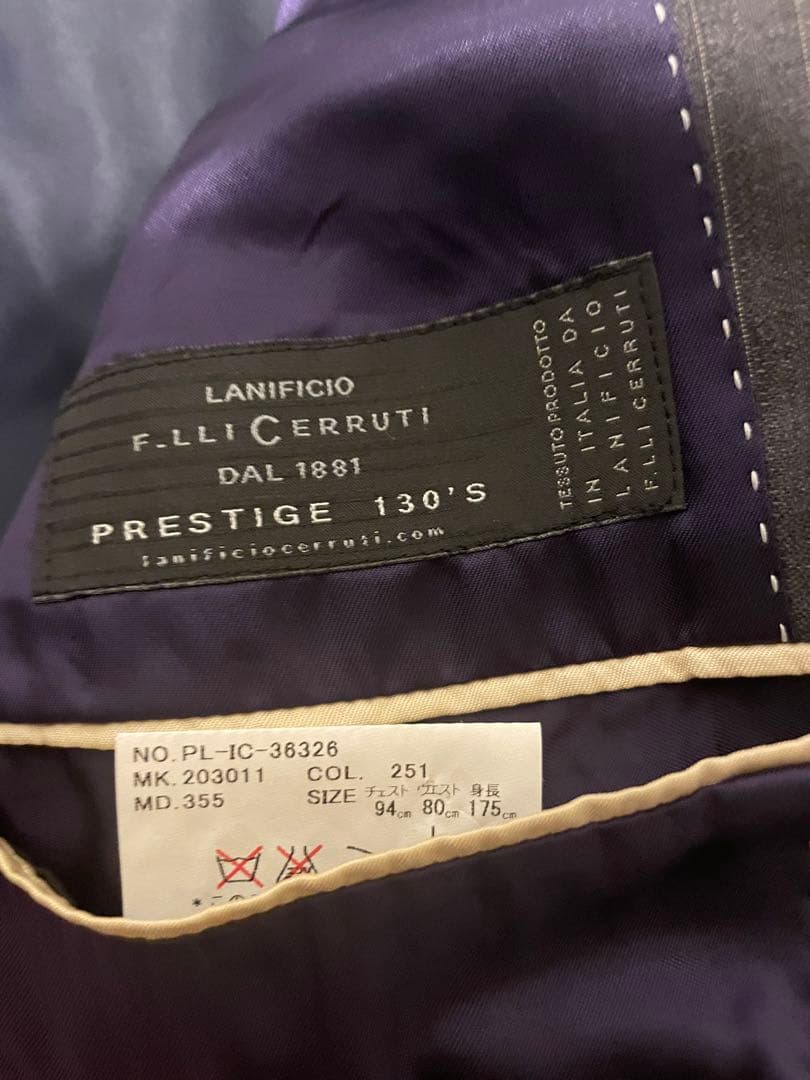 LANIFICIO
F.LLI CERRUTI
DAL 1881
PRESTIGE 130'S
lanificiocerruti.com
TESSUTO PRODOTTO
IN ITALIA DA
LANIFICIO
F.LLI CERRUTI
NO.PL-IC-36326
MK.203011 COL. 251
MD.355 SIZE チェスト ウエスト 身長
94cm 80cm 175cm